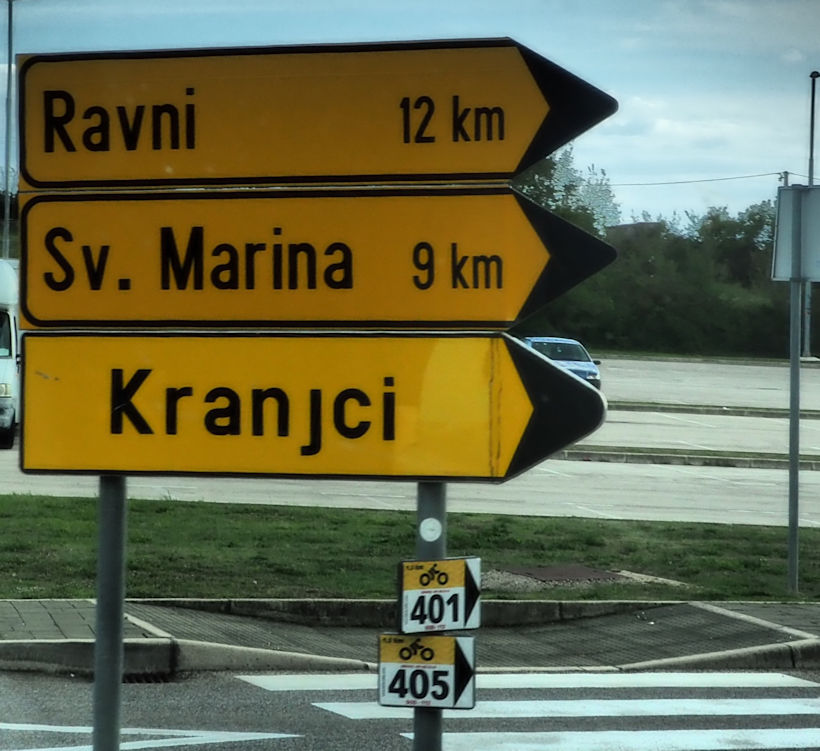 Ravni 12 km
Sv. Marina 9 km
Kranjci
401
405